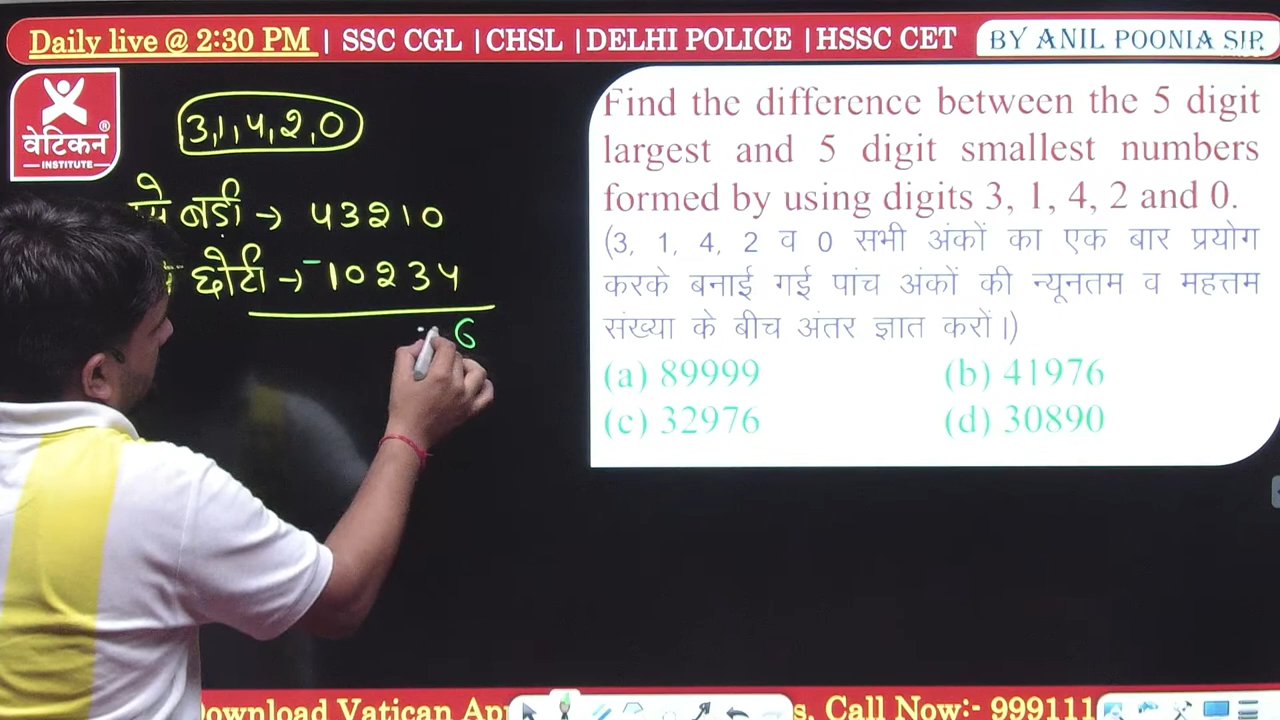 Daily live @ 2:30 PM | SSC CGL |CHSL |DELHI POLICE |HSSC CET
BY ANIL POONIA SIR
वेटिकन
INSTITUTE
3,1,4,2,0
बड़ी → 43210
छोटी → -10234
6
Find the difference between the 5 digit
largest and 5 digit smallest numbers
formed by using digits 3, 1, 4, 2 and 0.
(3, 1, 4, 2 व 0 सभी अंकों का एक बार प्रयोग
करके बनाई गई पांच अंकों की न्यूनतम व महत्तम
संख्या के बीच अंतर ज्ञात करों।)
(a) 89999 (b) 41976
(c) 32976 (d) 30890
Download Vatican App
Call Now:- 999111